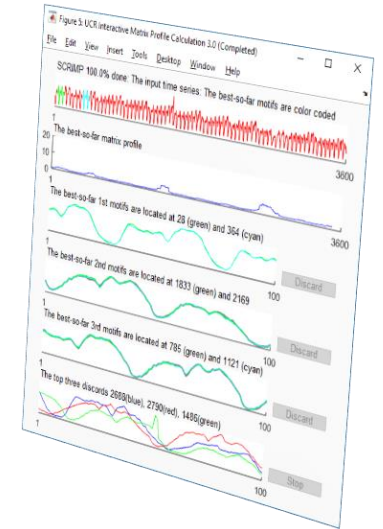 Figure 5: UCR Interactive Matrix Profile Calculation 3.0 (Completed)
File Edit View Insert Tools Desktop Window Help
SCRIMP 100.0% done: The input time series: The best-so-far motifs are color coded
1
3600
The best-so-far matrix profile
20
10
0
1
3600
The best-so-far 1st motifs are located at 28 (green) and 364 (cyan)
Discard
1
100
The best-so-far 2nd motifs are located at 1833 (green) and 2169
Discard
1
100
The best-so-far 3rd motifs are located at 785 (green) and 1121 (cyan)
Discard
1
100
The top three discords 2688(blue), 2790(red), 1486(green)
Stop
1
100